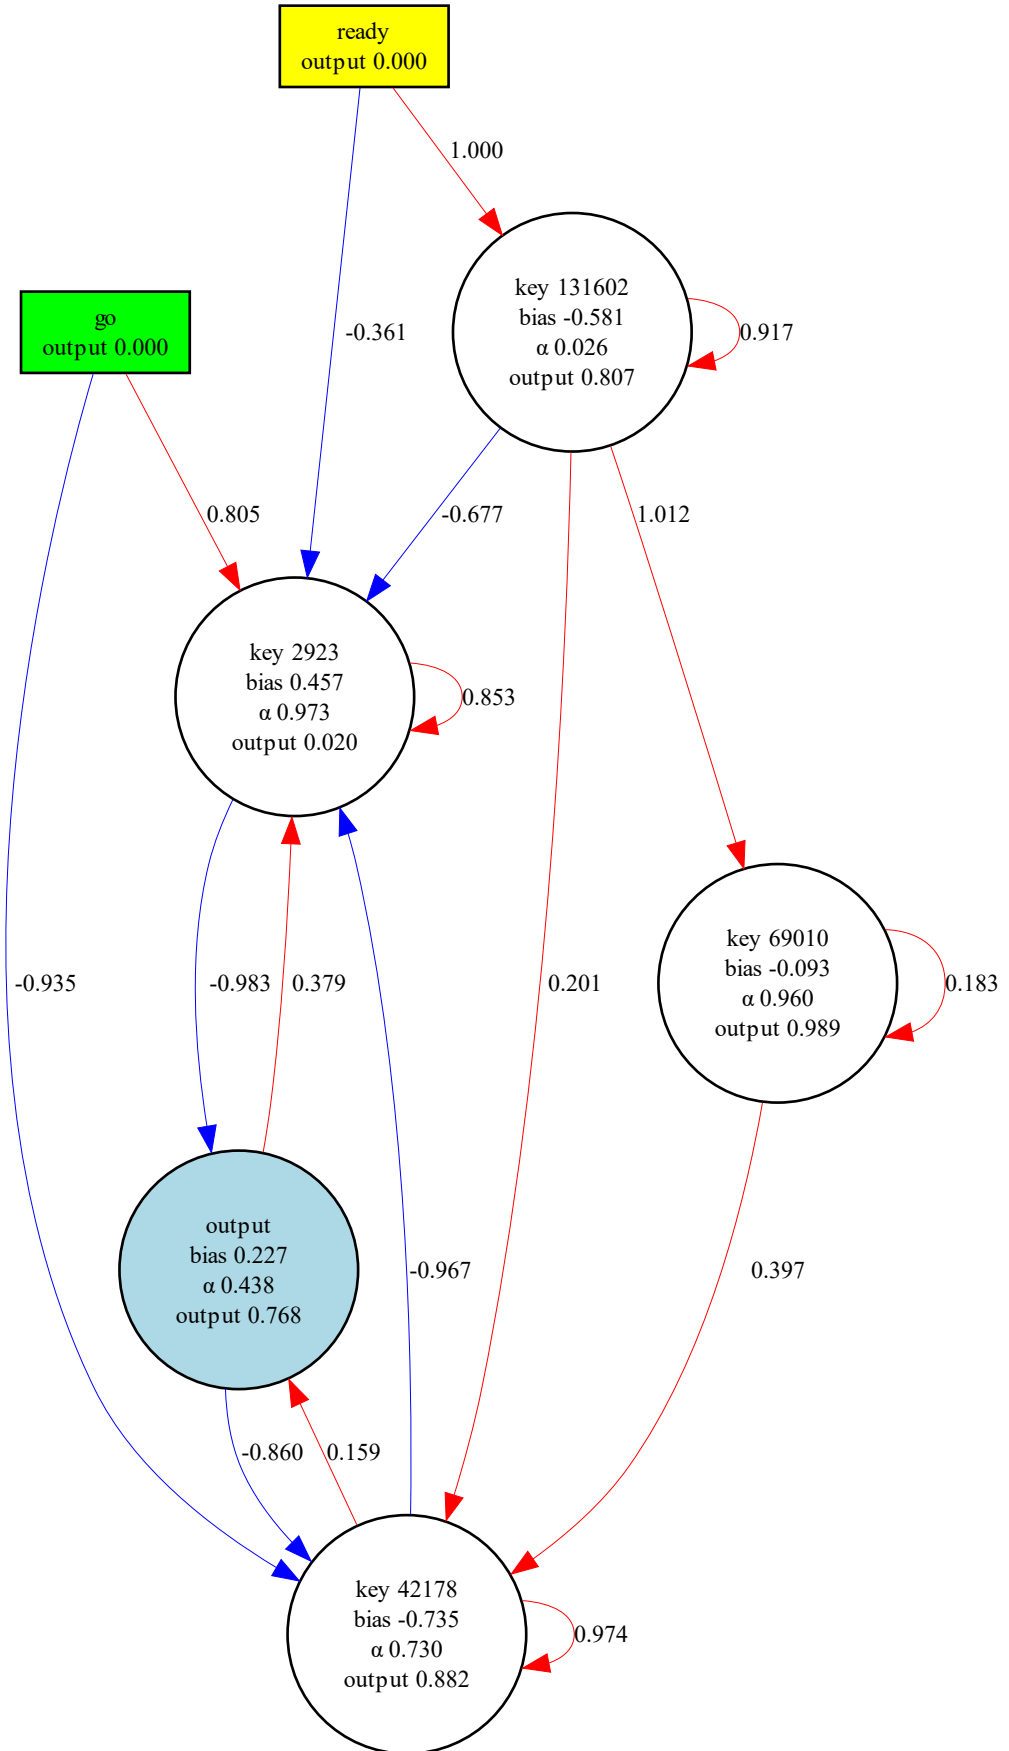 ready
output 0.000
1.000
key 131602
bias -0.581
α 0.026
output 0.807
0.917
go
output 0.000
-0.361
0.805
-0.677
1.012
key 2923
bias 0.457
α 0.973
output 0.020
0.853
key 69010
bias -0.093
α 0.960
output 0.989
0.183
-0.935
-0.983
0.379
0.201
output
bias 0.227
α 0.438
output 0.768
-0.967
0.397
-0.860
0.159
key 42178
bias -0.735
α 0.730
output 0.882
0.974